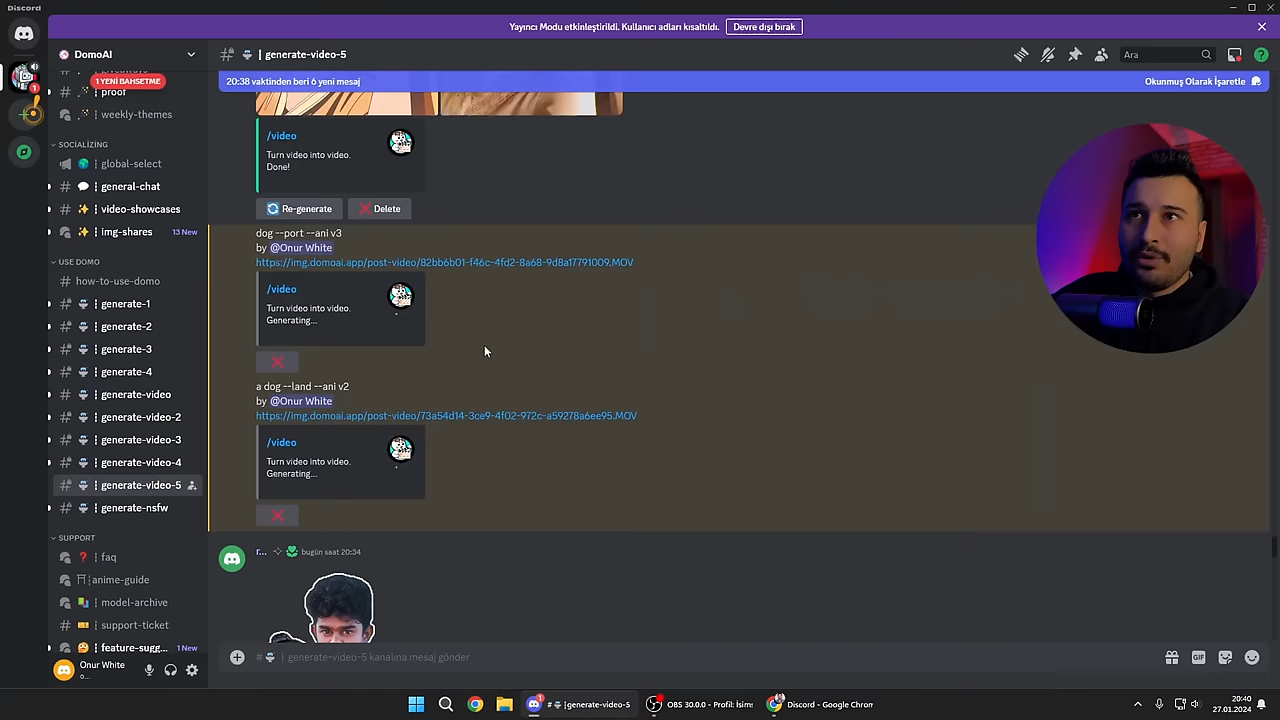 Discord
Yayıncı Modu etkinleştirildi. Kullanıcı adları kısaltıldı.
Devre dışı bırak
DomoAI
1 YENİ BAHSETME
proof
weekly-themes
SOCİALİZİNG
global-select
general-chat
video-showcases
img-shares
13 New
USE DOMO
how-to-use-domo
generate-1
generate-2
generate-3
generate-4
generate-video
generate-video-2
generate-video-3
generate-video-4
generate-video-5
generate-nsfw
SUPPORT
faq
anime-guide
model-archive
support-ticket
feature-sugg...
1 New
Onur White
o...
generate-video-5
Ara
20:38 vaktinden beri 6 yeni mesaj
Okunmuş Olarak İşaretle
/video
Turn video into video.
Done!
Re-generate
Delete
dog --port --ani v3
by @Onur White
https://img.domoai.app/post-video/82bb6b01-f46c-4fd2-8a68-9d8a17791009.MOV
/video
Turn video into video.
Generating...
a dog --land --ani v2
by @Onur White
https://img.domoai.app/post-video/73a54d14-3ce9-4f02-972c-a59278a6ee95.MOV
/video
Turn video into video.
Generating...
r... bugün saat 20:34
# | generate-video-5 kanalına mesaj gönder
GIF
# |generate-video-5
OBS 30.0.0 - Profil: İsims
Discord - Google Chrom
20:40
27.01.2024